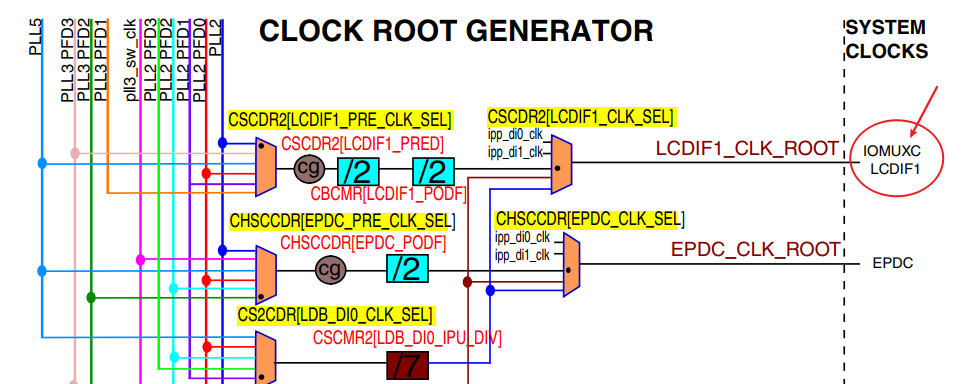 CLOCK ROOT GENERATOR
SYSTEM
CLOCKS
PLL5
PLL3 PFD3
PLL3 PFD2
PLL3 PFD1
pll3_sw_clk
PLL2 PFD3
PLL2 PFD2
PLL2 PFD1
PLL2 PFD0
PLL2
CSCDR2[LCDIF1_PRE_CLK_SEL]
CSCDR2[LCDIF1_CLK_SEL]
CSCDR2[LCDIF1_PRED]
ipp_di0_clk
ipp_di1_clk
LCDIF1_CLK_ROOT
IOMUXC
LCDIF1
cg
/2
/2
CBCMR[LCDIF1_PODF]
CHSCCDR[EPDC_PRE_CLK_SEL]
CHSCCDR[EPDC_CLK_SEL]
CHSCCDR[EPDC_PODF]
ipp_di0_clk
ipp_di1_clk
EPDC_CLK_ROOT
EPDC
cg
/2
CS2CDR[LDB_DI0_CLK_SEL]
CSCMR2[LDB_DI0_IPU_DIV]
/7